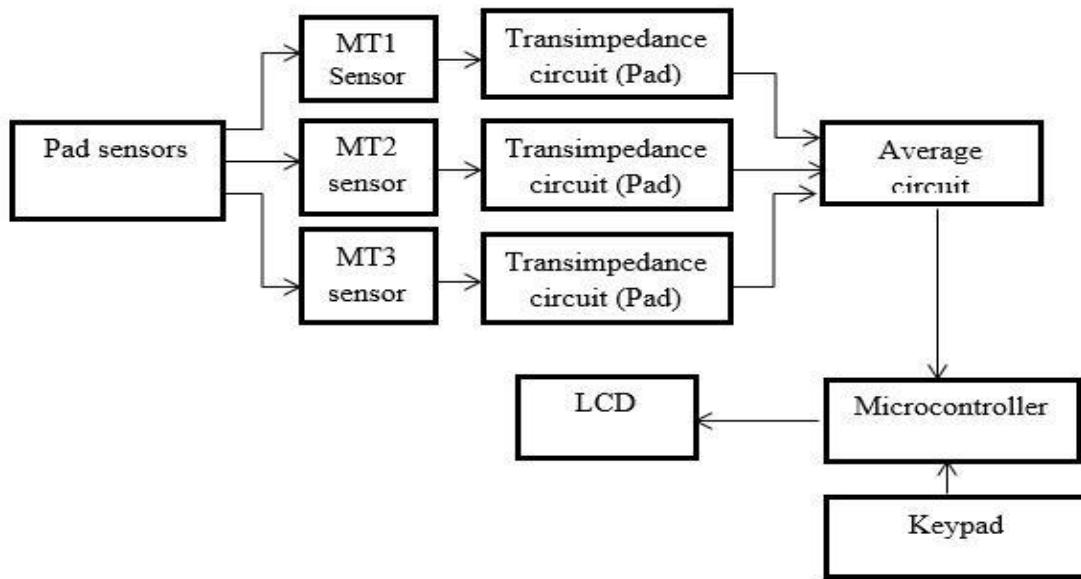 MT1
Sensor
Transimpedance
circuit (Pad)
Pad sensors
MT2
sensor
Transimpedance
circuit (Pad)
Average
circuit
MT3
sensor
Transimpedance
circuit (Pad)
LCD
Microcontroller
Keypad